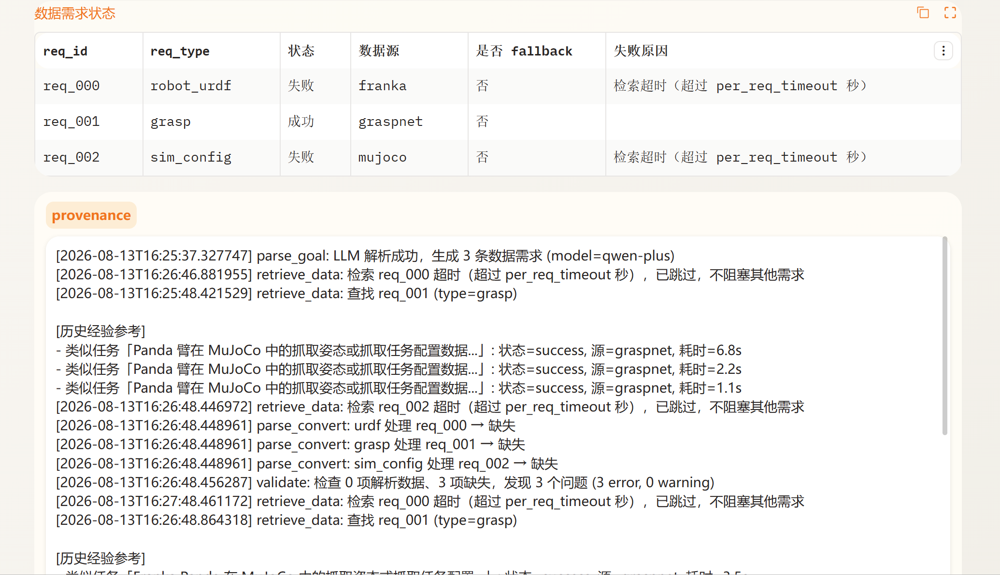 数据需求状态
req_id req_type 状态 数据源 是否 fallback 失败原因
req_000 robot_urdf 失败 franka 否 检索超时（超过 per_req_timeout 秒）
req_001 grasp 成功 graspnet 否
req_002 sim_config 失败 mujoco 否 检索超时（超过 per_req_timeout 秒）
provenance
[2026-08-13T16:25:37.327747] parse_goal: LLM 解析成功，生成 3 条数据需求 (model=qwen-plus)
[2026-08-13T16:26:46.881955] retrieve_data: 检索 req_000 超时（超过 per_req_timeout 秒），已跳过，不阻塞其他需求
[2026-08-13T16:25:48.421529] retrieve_data: 查找 req_001 (type=grasp)
[历史经验参考]
- 类似任务「Panda 臂在 MuJoCo 中的抓取姿态或抓取任务配置数据...」: 状态=success, 源=graspnet, 耗时=6.8s
- 类似任务「Panda 臂在 MuJoCo 中的抓取姿态或抓取任务配置数据...」: 状态=success, 源=graspnet, 耗时=2.2s
- 类似任务「Panda 臂在 MuJoCo 中的抓取姿态或抓取任务配置数据...」: 状态=success, 源=graspnet, 耗时=1.1s
[2026-08-13T16:26:48.446972] retrieve_data: 检索 req_002 超时（超过 per_req_timeout 秒），已跳过，不阻塞其他需求
[2026-08-13T16:26:48.448961] parse_convert: urdf 处理 req_000 → 缺失
[2026-08-13T16:26:48.448961] parse_convert: grasp 处理 req_001 → 缺失
[2026-08-13T16:26:48.448961] parse_convert: sim_config 处理 req_002 → 缺失
[2026-08-13T16:26:48.456287] validate: 检查 0 项解析数据、3 项缺失，发现 3 个问题 (3 error, 0 warning)
[2026-08-13T16:27:48.461172] retrieve_data: 检索 req_000 超时（超过 per_req_timeout 秒），已跳过，不阻塞其他需求
[2026-08-13T16:26:48.864318] retrieve_data: 查找 req_001 (type=grasp)
[历史经验参考]